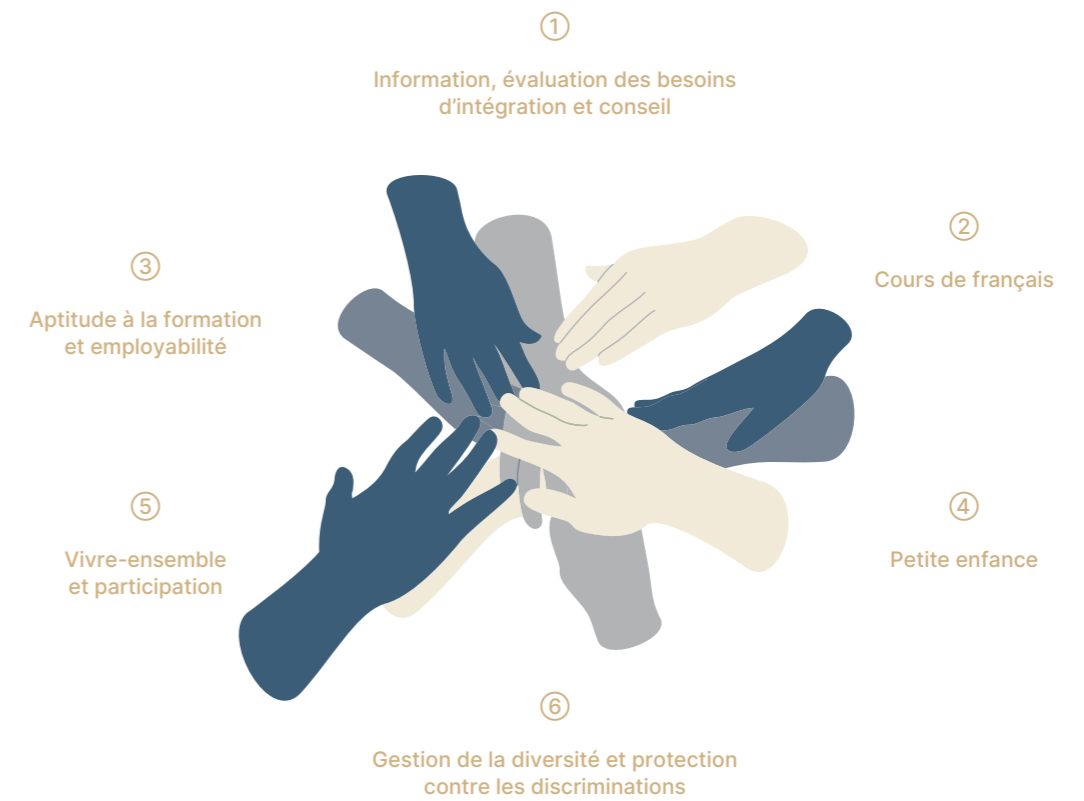 ①
Information, évaluation des besoins
d’intégration et conseil
②
Cours de français
③
Aptitude à la formation
et employabilité
④
Petite enfance
⑤
Vivre-ensemble
et participation
⑥
Gestion de la diversité et protection
contre les discriminations